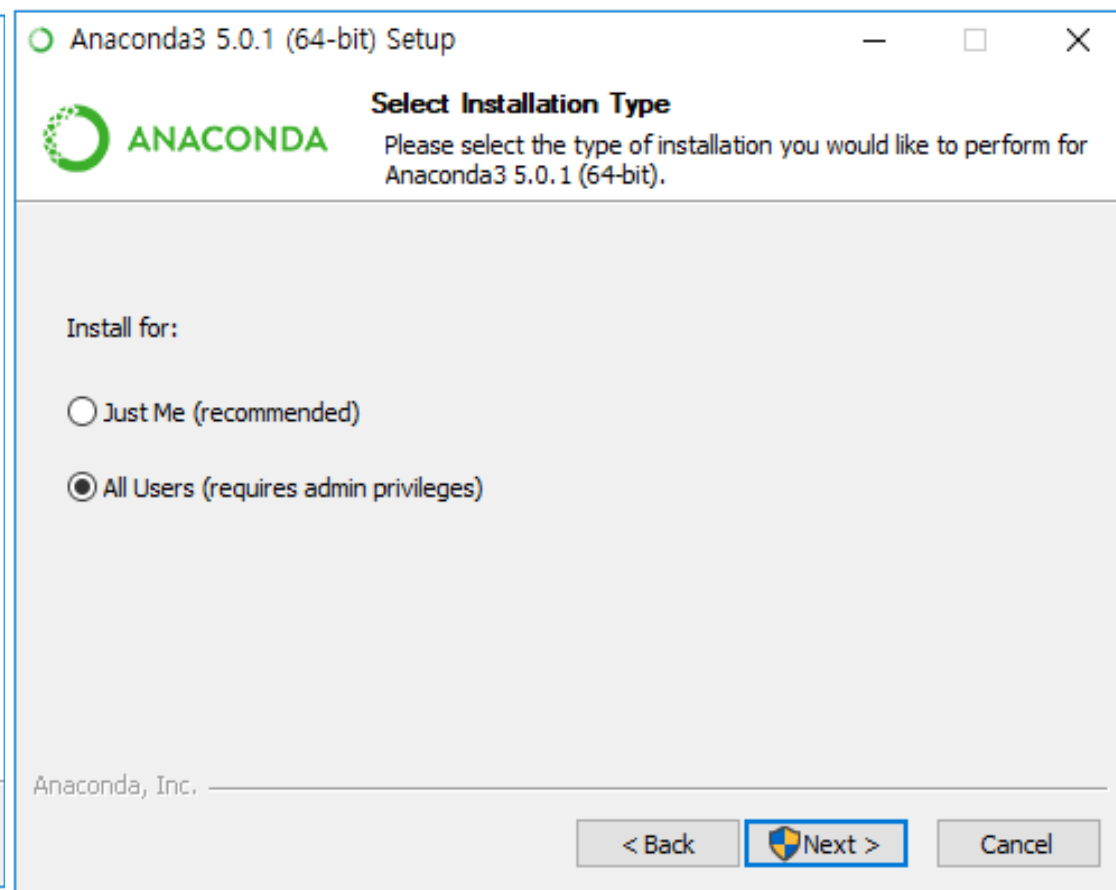 Anaconda3 5.0.1 (64-bit) Setup
ANACONDA
Select Installation Type
Please select the type of installation you would like to perform for
Anaconda3 5.0.1 (64-bit).
Install for:
Just Me (recommended)
All Users (requires admin privileges)
Anaconda, Inc.
< Back
Next >
Cancel